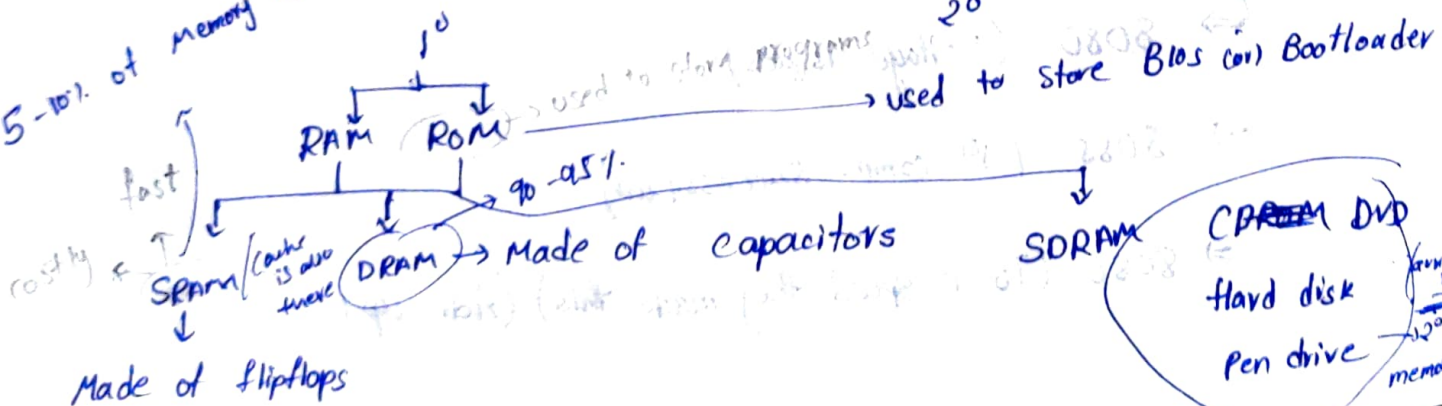 5-10% of Memory
1°
2°
RAM
ROM
used to store Bios (or) Bootloader
used to store programs
fast
costly
90-95%
SRAM / Cache is also there
DRAM
Made of capacitors
SDRAM
CD DVD
Hard disk
Pen drive
2°
Made of flipflops